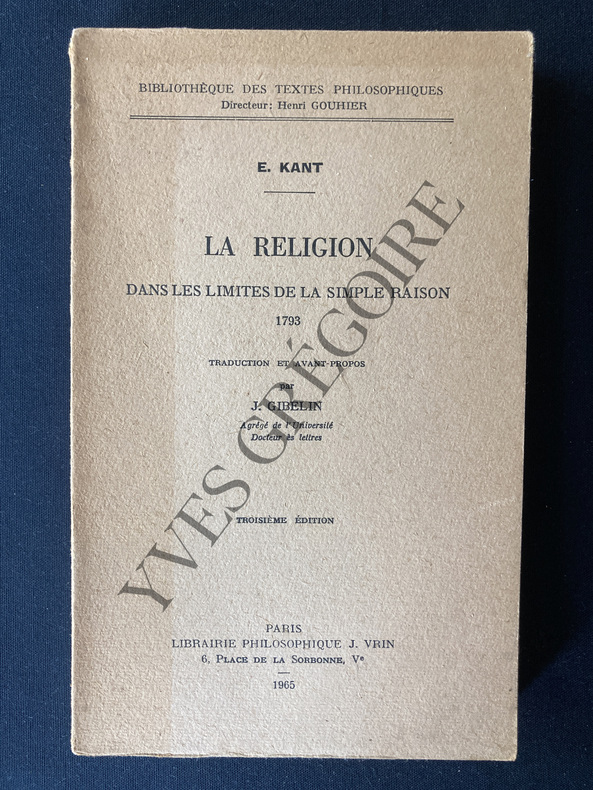 BIBLIOTHÈQUE DES TEXTES PHILOSOPHIQUES
Directeur: Henri GOUHIER
E. KANT
LA RELIGION
DANS LES LIMITES DE LA SIMPLE RAISON
1793
TRADUCTION ET AVANT-PROPOS
par
J. GIBELIN
Agrégé de l'Université
Docteur ès lettres
TROISIÈME ÉDITION
PARIS
LIBRAIRIE PHILOSOPHIQUE J. VRIN
6, PLACE DE LA SORBONNE, Vᵉ
1965
YVES GRÉGOIRE